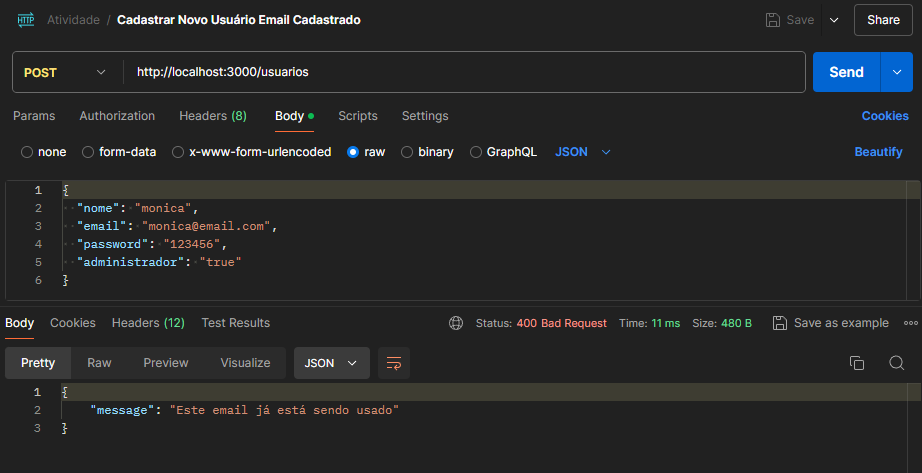 HTTP Atividade / Cadastrar Novo Usuário Email Cadastrado Save Share
POST http://localhost:3000/usuarios Send
Params Authorization Headers (8) Body Scripts Settings Cookies
none form-data x-www-form-urlencoded raw binary GraphQL JSON Beautify
1 {
2 "nome": "monica",
3 "email": "monica@email.com",
4 "password": "123456",
5 "administrador": "true"
6 }
Body Cookies Headers (12) Test Results Status: 400 Bad Request Time: 11 ms Size: 480 B Save as example
Pretty Raw Preview Visualize JSON
1 {
2 "message": "Este email já está sendo usado"
3 }